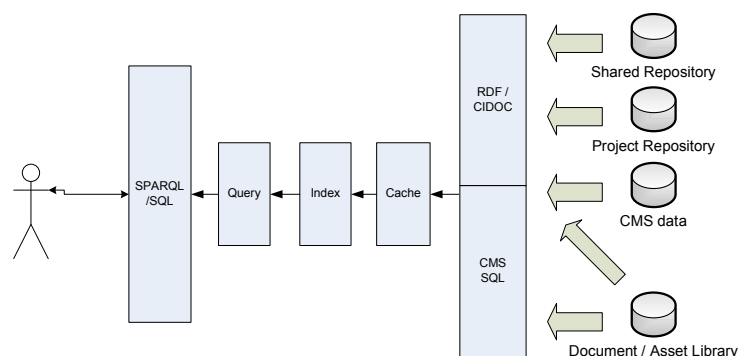 SPARQL
/SQL
Query
Index
Cache
RDF /
CIDOC
CMS
SQL
Shared Repository
Project Repository
CMS data
Document / Asset Library